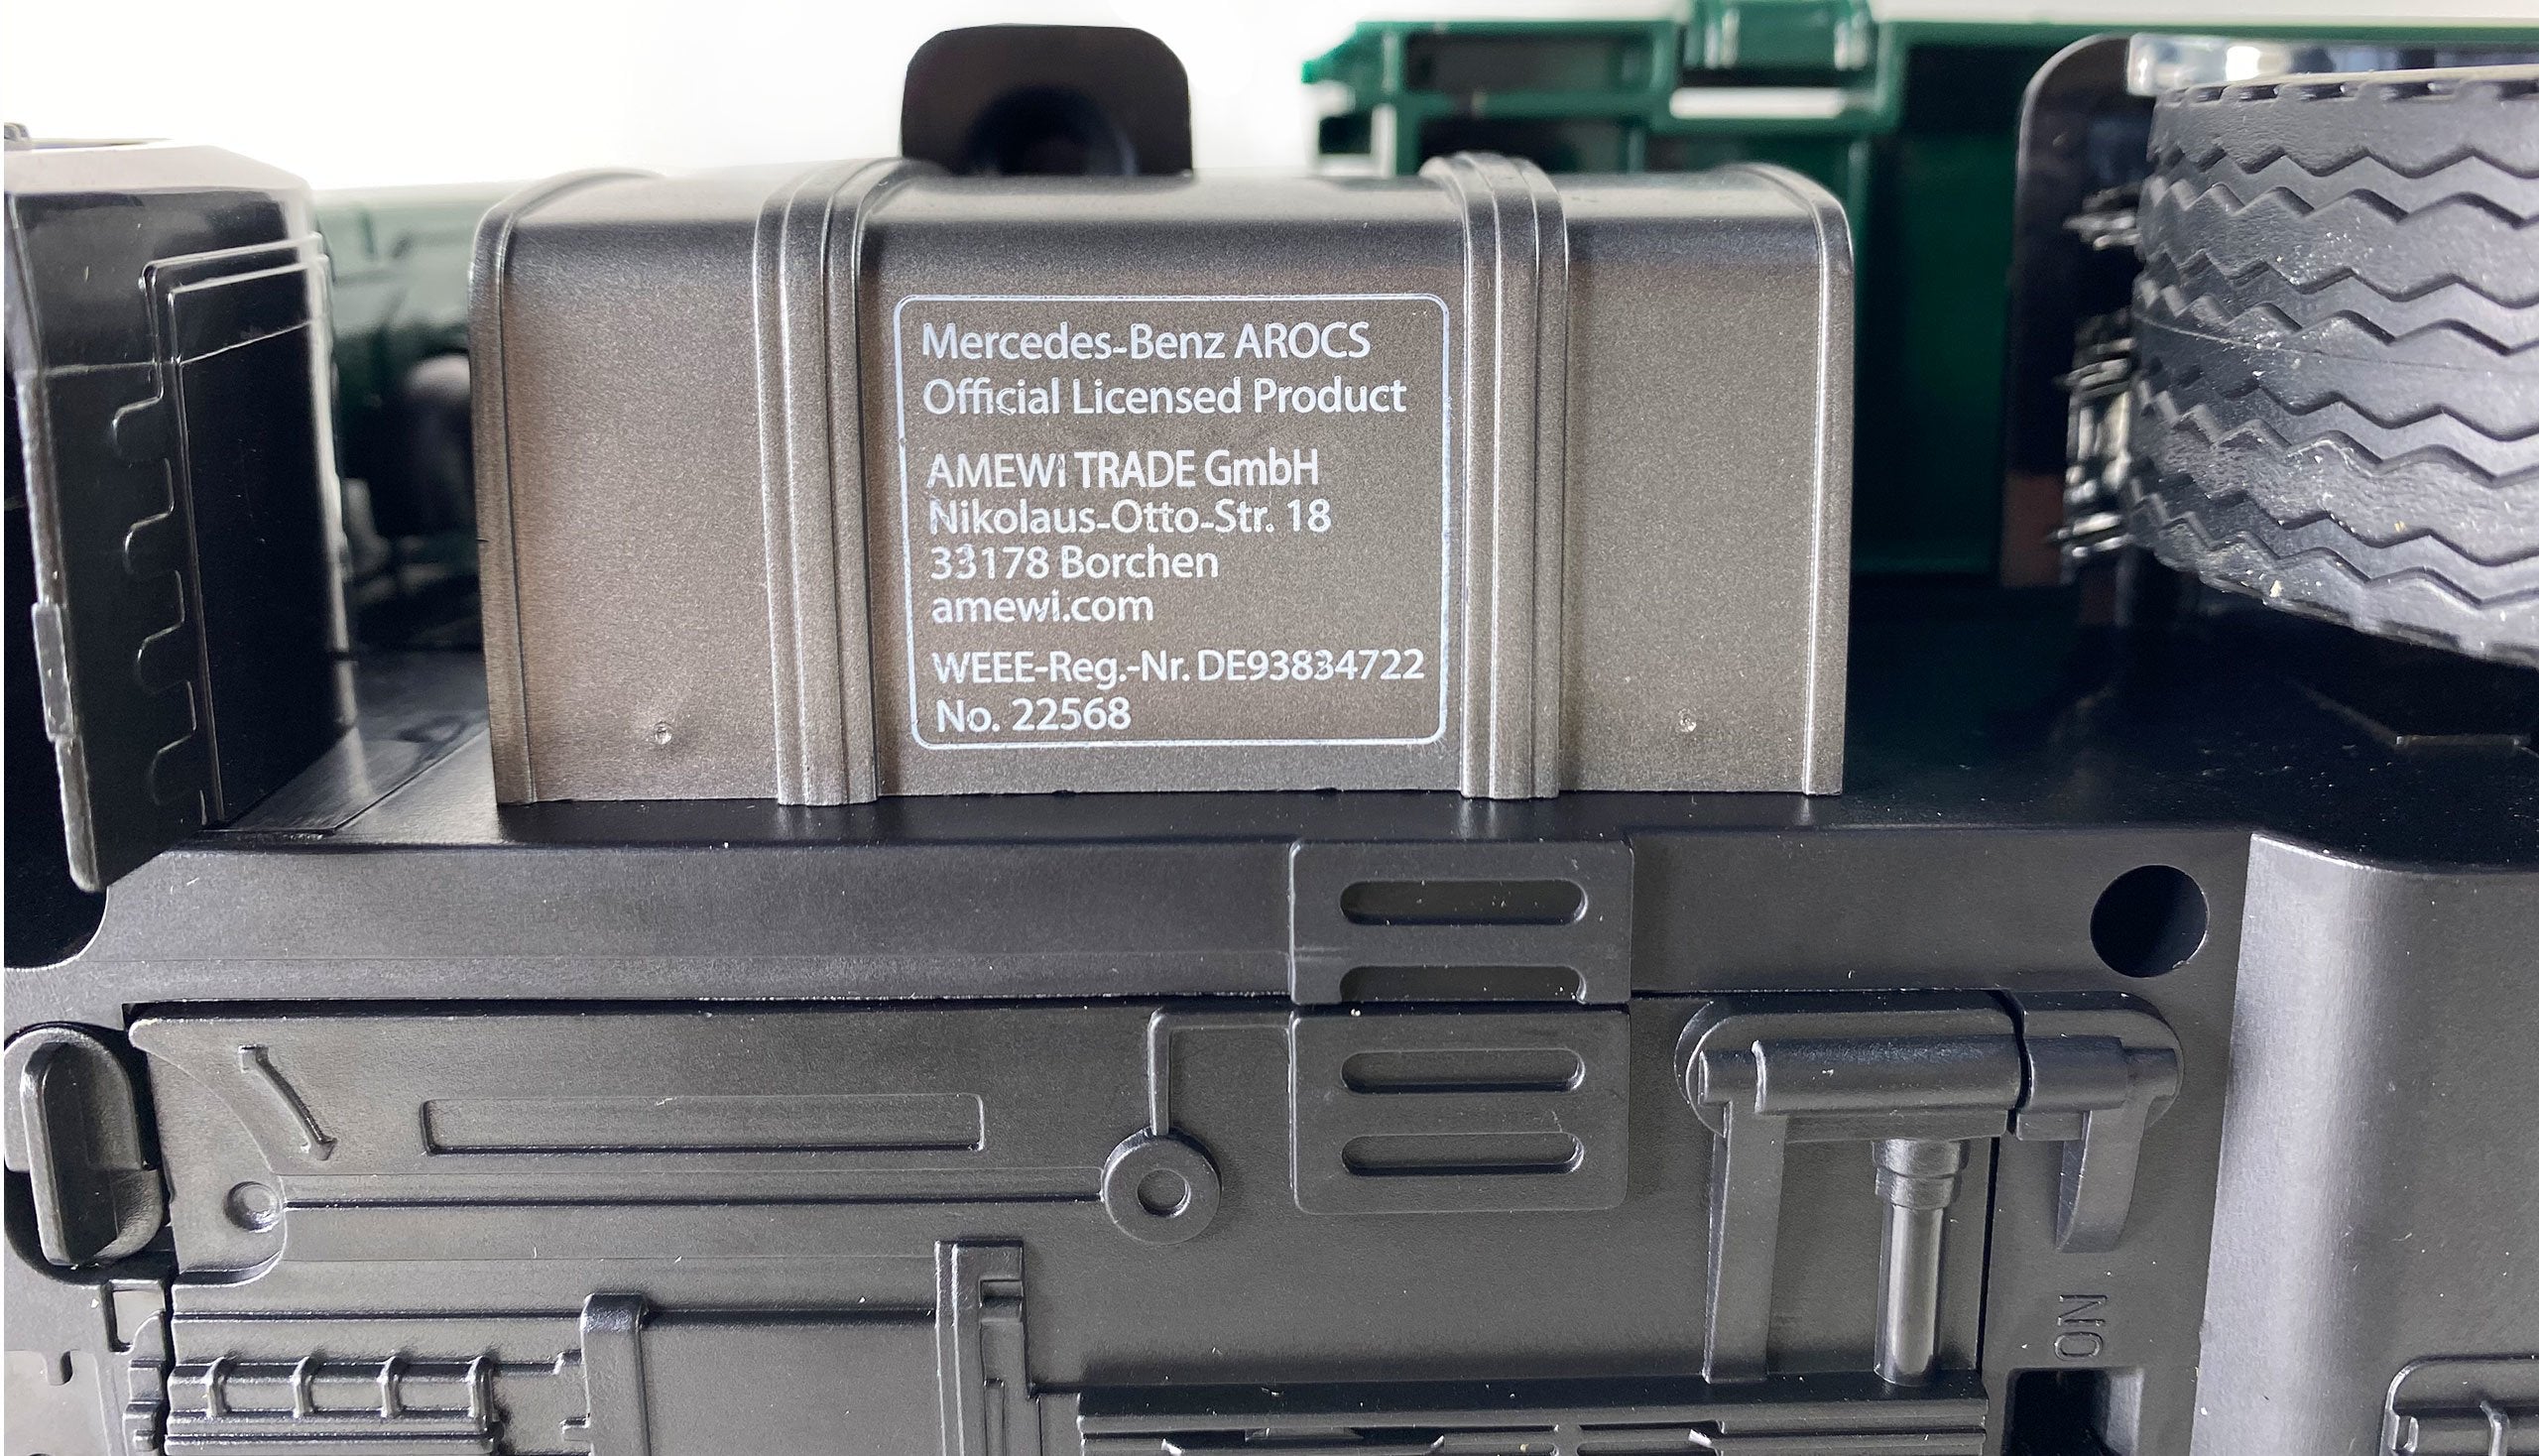 Mercedes-Benz AROCS
Official Licensed Product
AMEWI TRADE GmbH
Nikolaus-Otto-Str. 18
33178 Borchen
amewi.com
WEEE-Reg.-Nr. DE93834722
No. 22568
ON